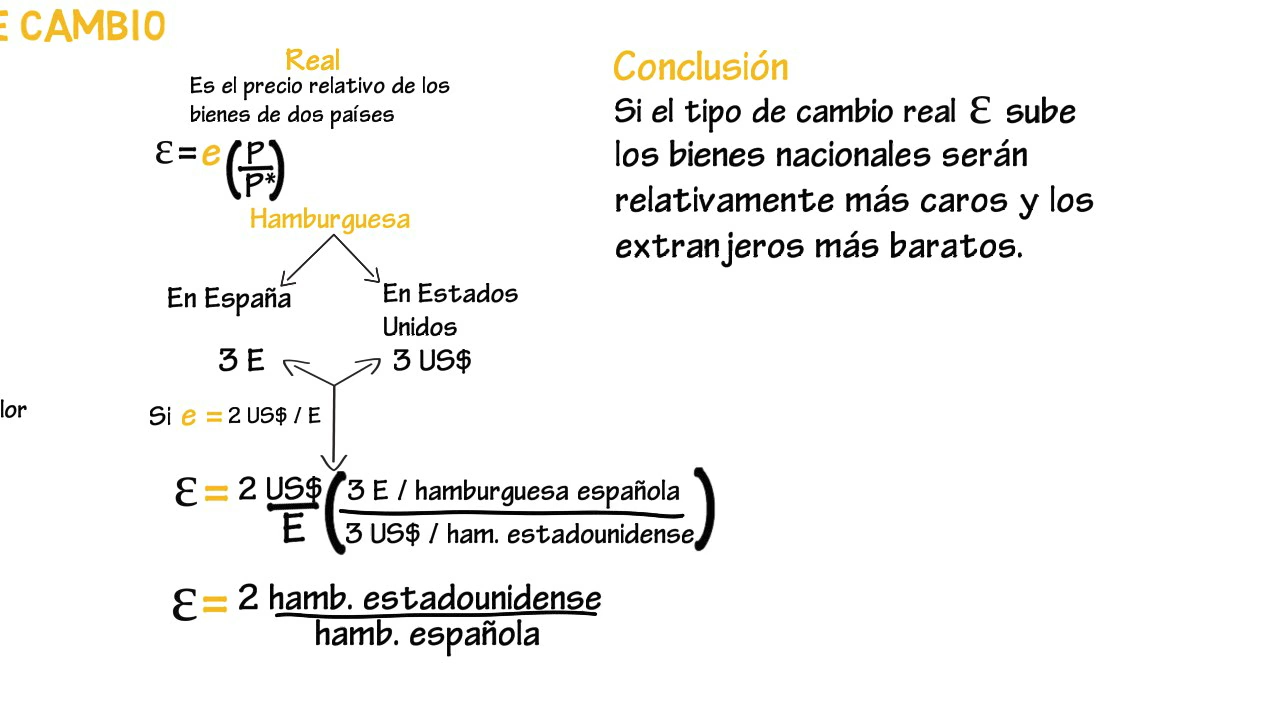 E CAMBIO
Real
Es el precio relativo de los
bienes de dos países
Ɛ = e (P / P*)
Hamburguesa
En España
En Estados
Unidos
3 E
3 US$
lor
Si e = 2 US$ / E
Ɛ = 2 US$ / E (3 E / hamburguesa española
3 US$ / ham. estadounidense)
Ɛ = 2 hamb. estadounidense
hamb. española
Conclusión
Si el tipo de cambio real Ɛ sube
los bienes nacionales serán
relativamente más caros y los
extranjeros más baratos.